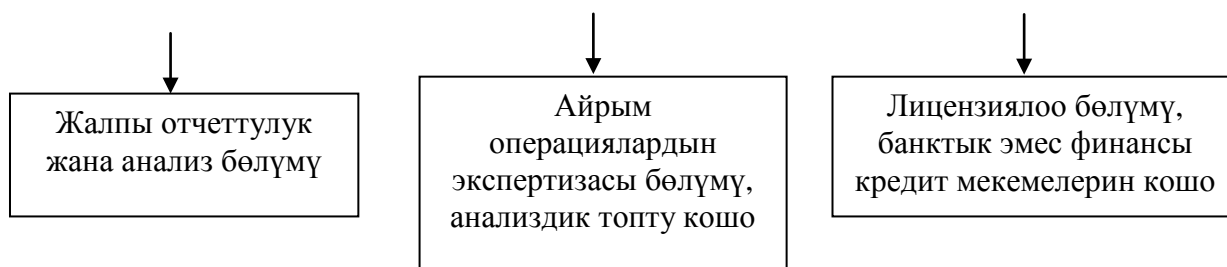 Жалпы отчеттулук
жана анализ бөлүмү
Айрым
операциялардын
экспертизасы бөлүмү,
анализдик топту кошо
Лицензиялоо бөлүмү,
банктык эмес финансы
кредит мекемелерин кошо